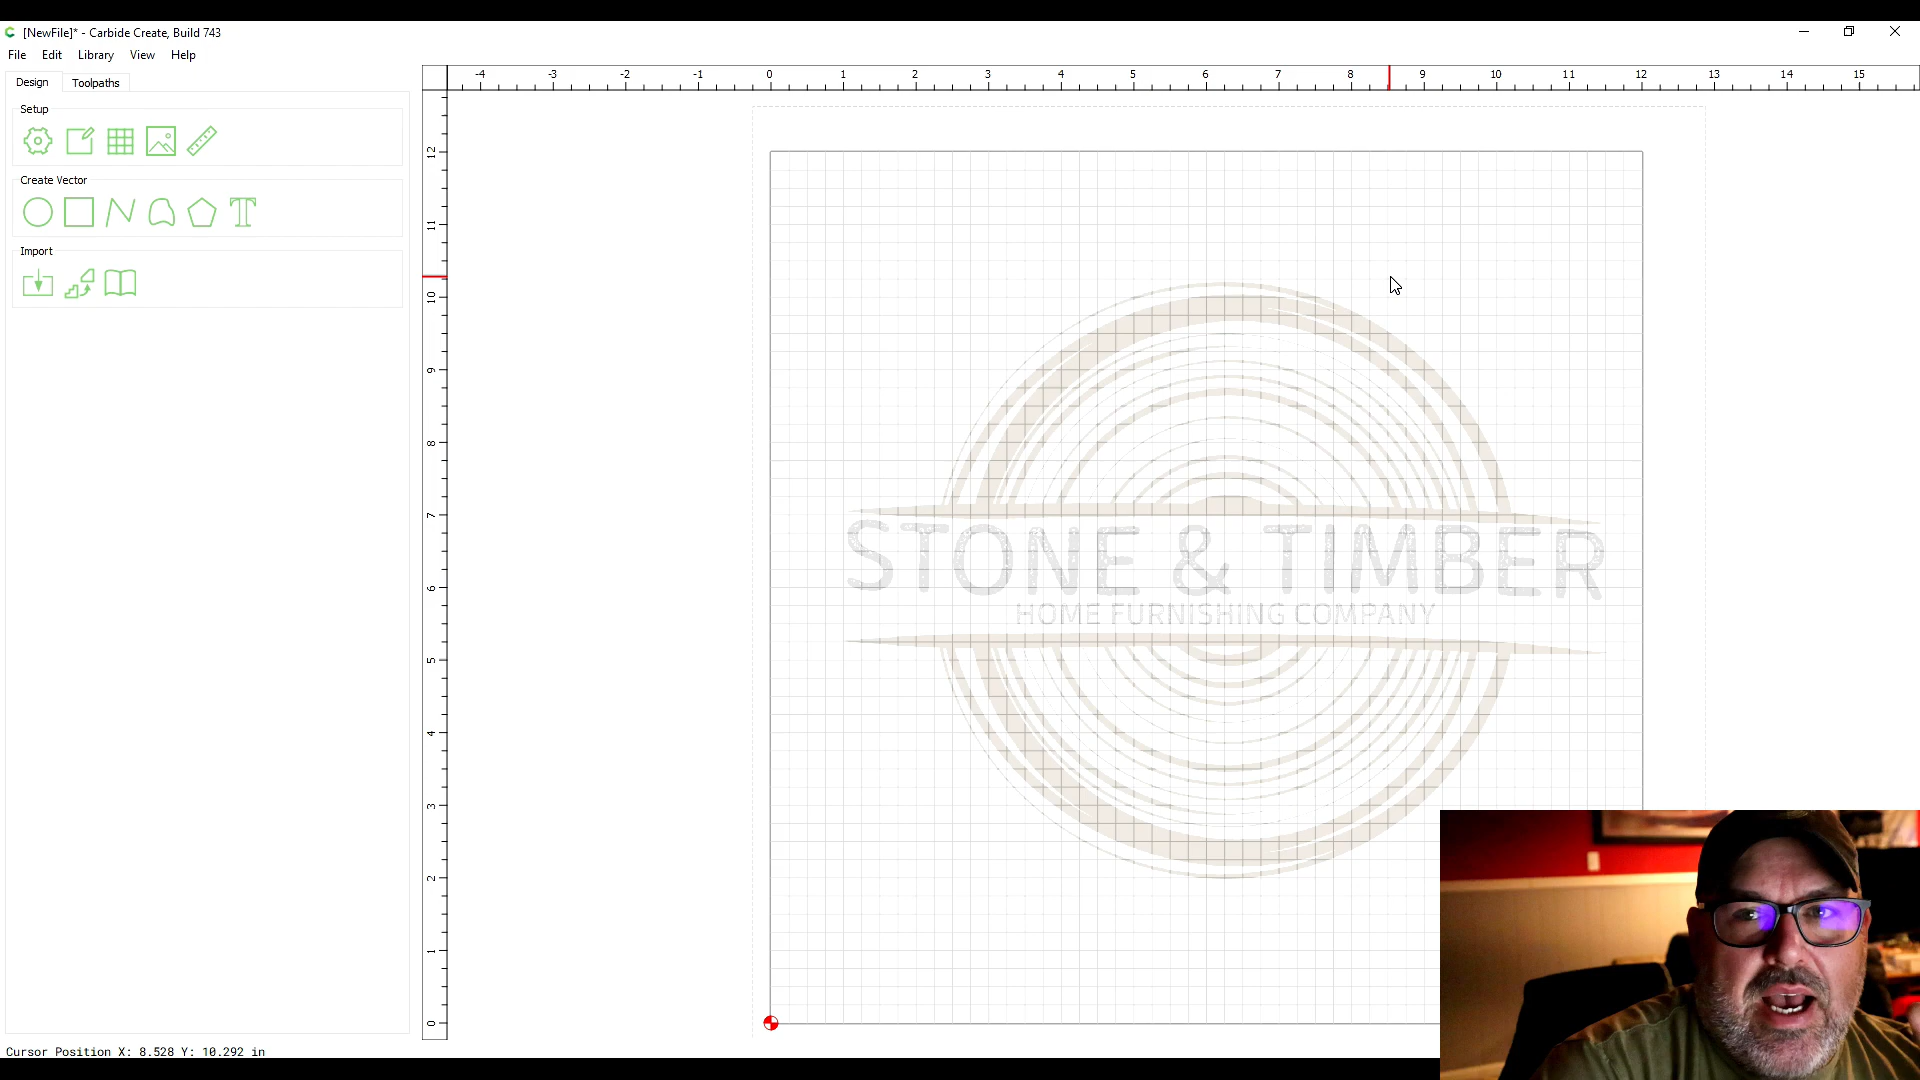 [NewFile]* - Carbide Create, Build 743
File Edit Library View Help
Design Toolpaths
Setup
Create Vector
Import
-4 -3 -2 -1 0 1 2 3 4 5 6 7 8 9 10 11 12 13 14 15
12
11
10
9
8
7
6
5
4
3
2
1
0
STONE & TIMBER
HOME FURNISHING COMPANY
Cursor Position X: 8.528 Y: 10.292 in